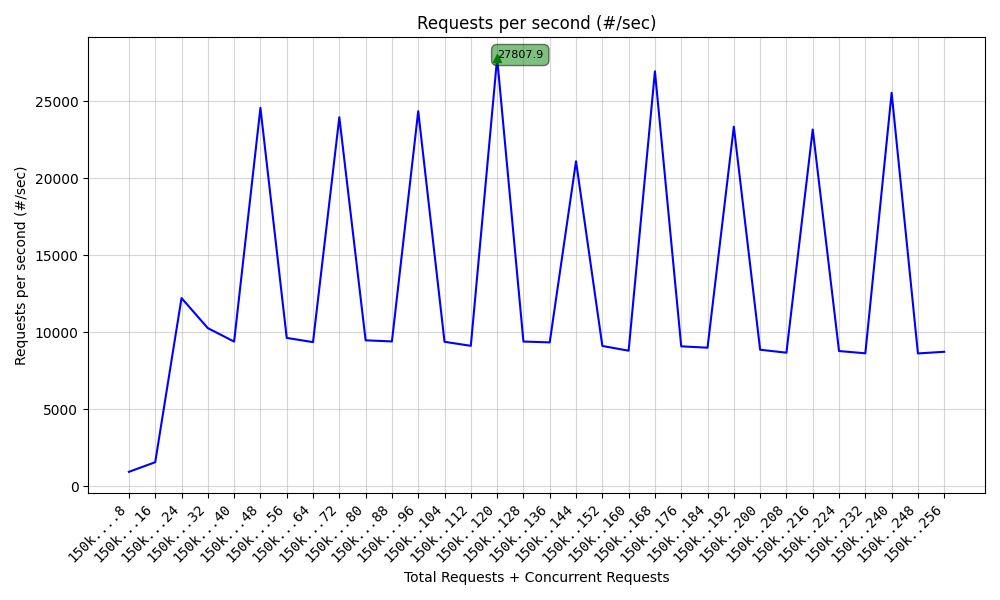 Requests per second (#/sec)
27807.9
25000
20000
15000
10000
5000
0
Requests per second (#/sec)
150k...8
150k..16
150k..24
150k..32
150k..40
150k..48
150k..56
150k..64
150k..72
150k..80
150k..88
150k..96
150k.104
150k.112
150k.120
150k.128
150k.136
150k.144
150k.152
150k.160
150k.168
150k.176
150k.184
150k.192
150k.200
150k.208
150k.216
150k.224
150k.232
150k.240
150k.248
150k.256
Total Requests + Concurrent Requests